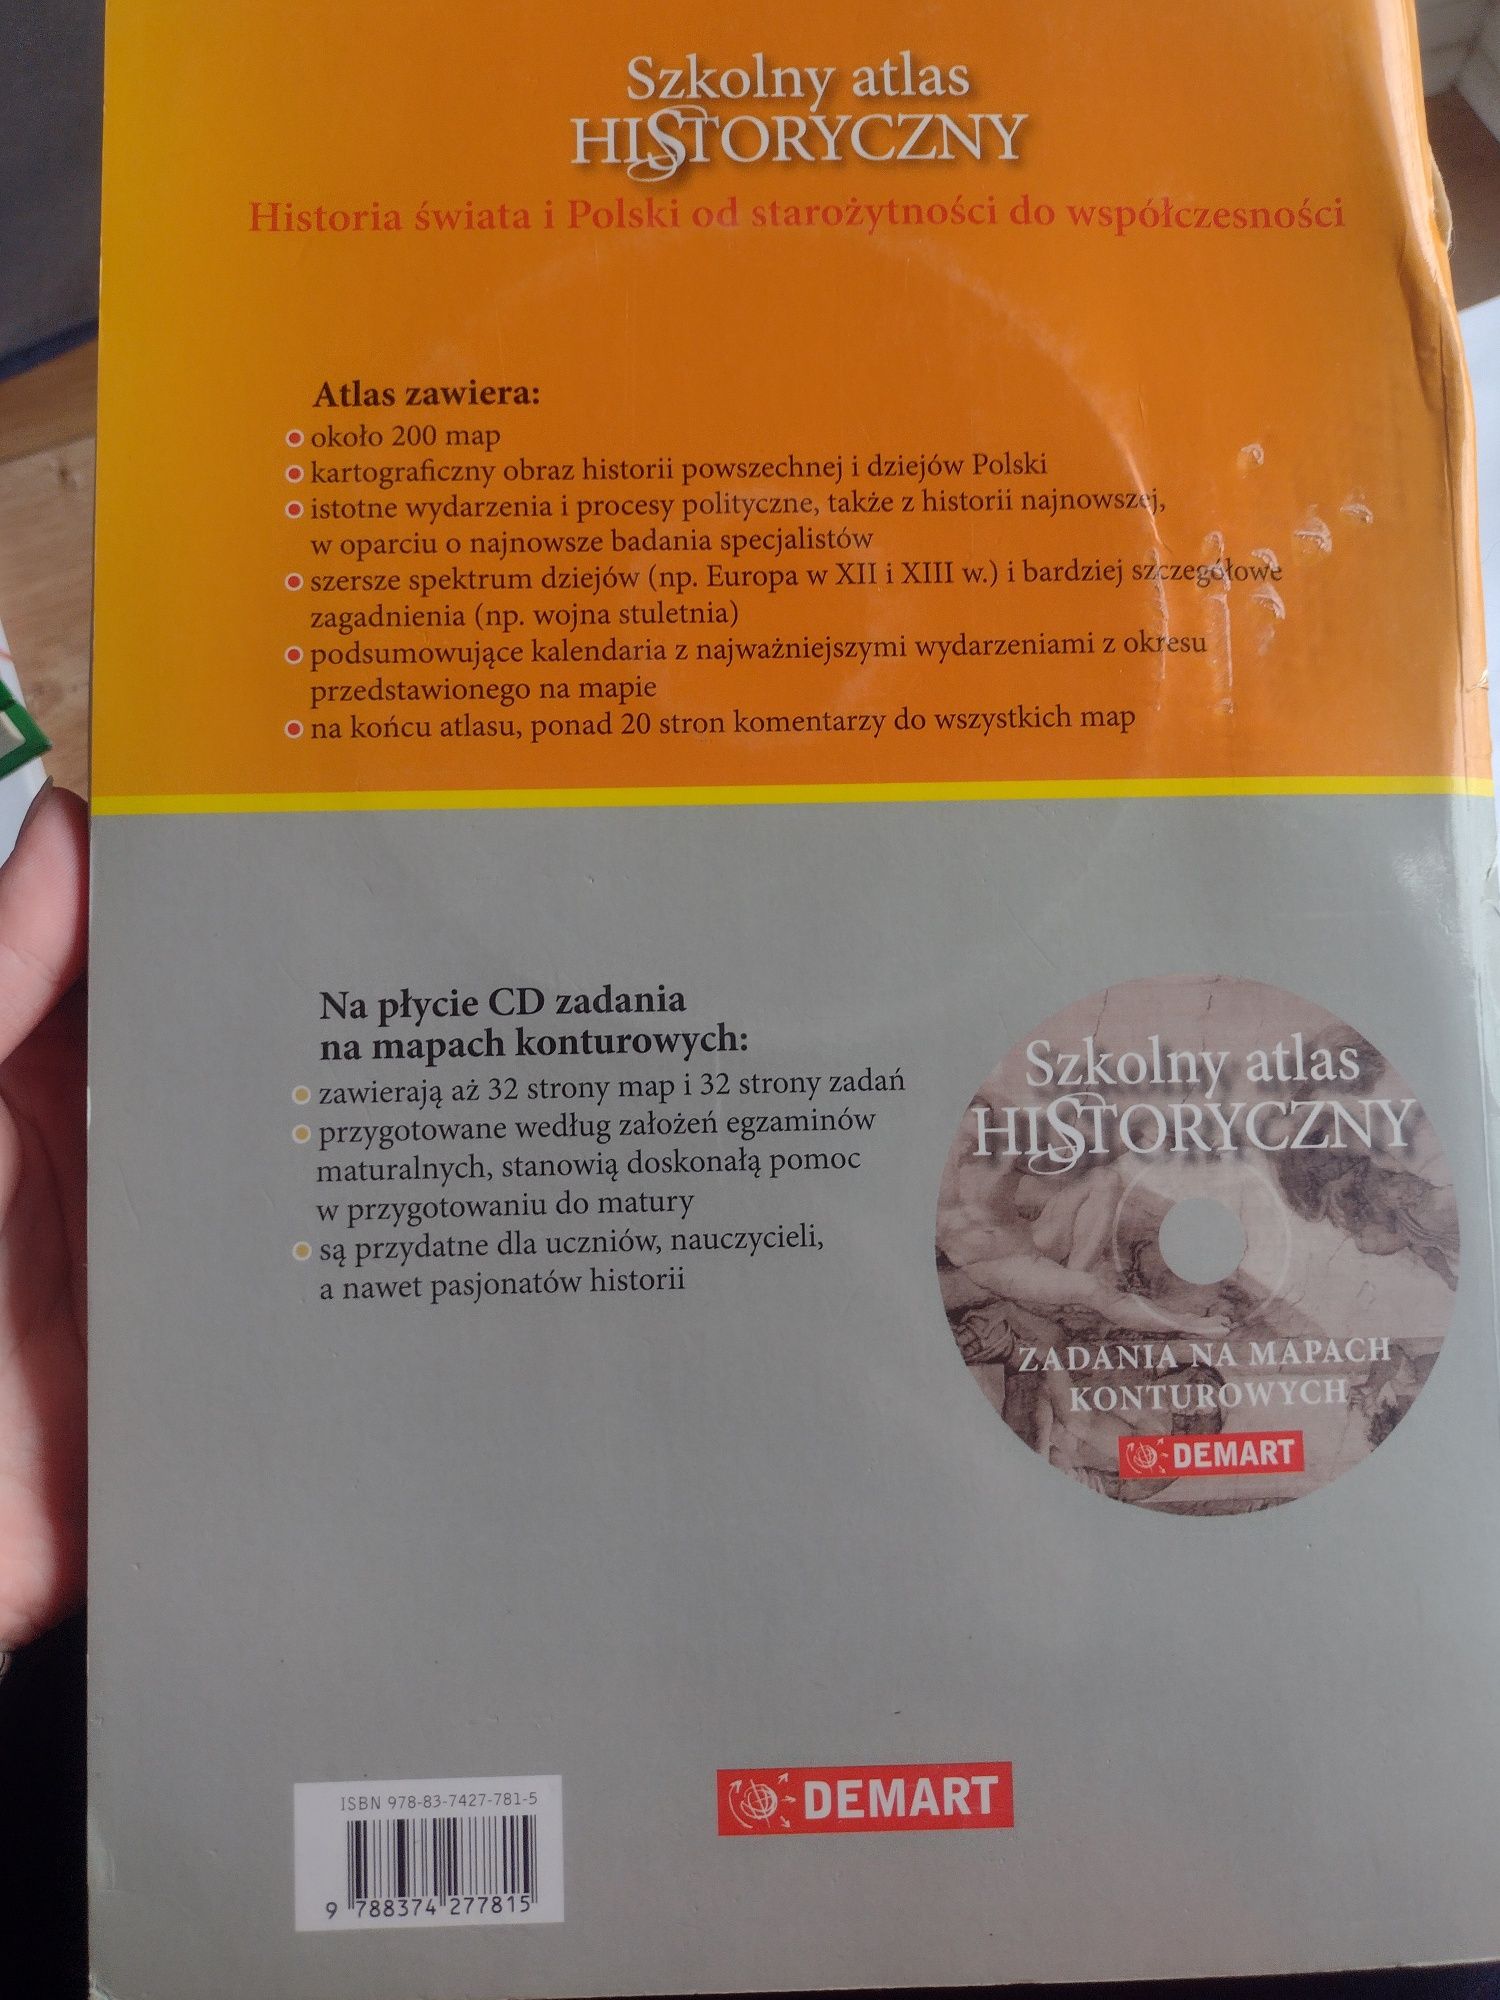 Szkolny atlas
HISTORYCZNY
Historia świata i Polski od starożytności do współczesności
Atlas zawiera:
około 200 map
kartograficzny obraz historii powszechnej i dziejów Polski
istotne wydarzenia i procesy polityczne, także z historii najnowszej,
w oparciu o najnowsze badania specjalistów
szersze spektrum dziejów (np. Europa w XII i XIII w.) i bardziej szczegółowe
zagadnienia (np. wojna stuletnia)
podsumowujące kalendaria z najważniejszymi wydarzeniami z okresu
przedstawionego na mapie
na końcu atlasu, ponad 20 stron komentarzy do wszystkich map
Na płycie CD zadania
na mapach konturowych:
zawierają aż 32 strony map i 32 strony zadań
przygotowane według założeń egzaminów
maturalnych, stanowią doskonałą pomoc
w przygotowaniu do matury
są przydatne dla uczniów, nauczycieli,
a nawet pasjonatów historii
Szkolny atlas
HISTORYCZNY
ZADANIA NA MAPACH
KONTUROWYCH
DEMART
ISBN 978-83-7427-781-5
9 788374 277815
DEMART